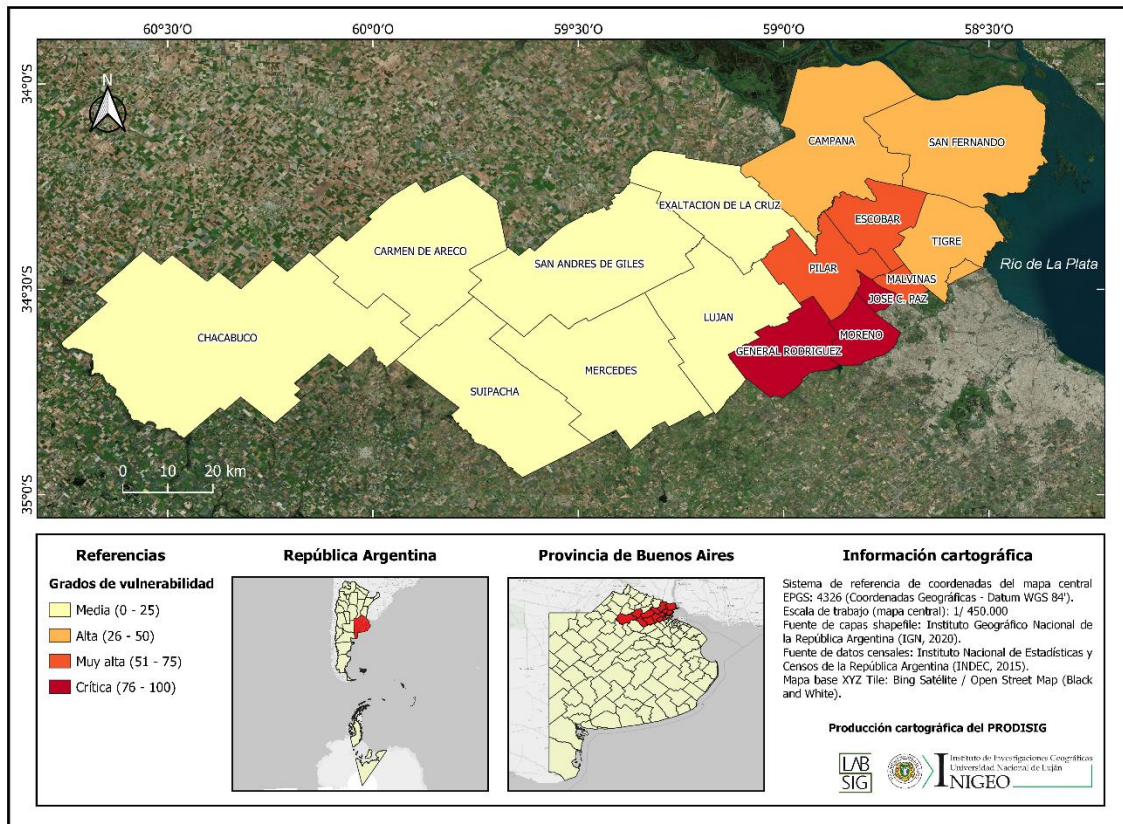 60°30'O 60°0'O 59°30'O 59°0'O 58°30'O
34°0'S
34°30'S
35°0'S
N
CAMPANA
SAN FERNANDO
EXALTACION DE LA CRUZ
ESCOBAR
CARMEN DE ARECO
TIGRE
SAN ANDRES DE GILES
PILAR
Río de La Plata
MALVINAS
JOSE C. PAZ
LUJAN
CHACABUCO
MORENO
GENERAL RODRIGUEZ
MERCEDES
SUIPACHA
0 10 20 km
Referencias
Grados de vulnerabilidad
Media (0 - 25)
Alta (26 - 50)
Muy alta (51 - 75)
Crítica (76 - 100)
República Argentina
Provincia de Buenos Aires
Información cartográfica
Sistema de referencia de coordenadas del mapa central
EPGS: 4326 (Coordenadas Geográficas - Datum WGS 84').
Escala de trabajo (mapa central): 1/ 450.000
Fuente de capas shapefile: Instituto Geográfico Nacional de
la República Argentina (IGN, 2020).
Fuente de datos censales: Instituto Nacional de Estadísticas y
Censos de la República Argentina (INDEC, 2015).
Mapa base XYZ Tile: Bing Satélite / Open Street Map (Black
and White).
Producción cartográfica del PRODISIG
LAB
SIG
Instituto de Investigaciones Geográficas
Universidad Nacional de Luján
INIGEO